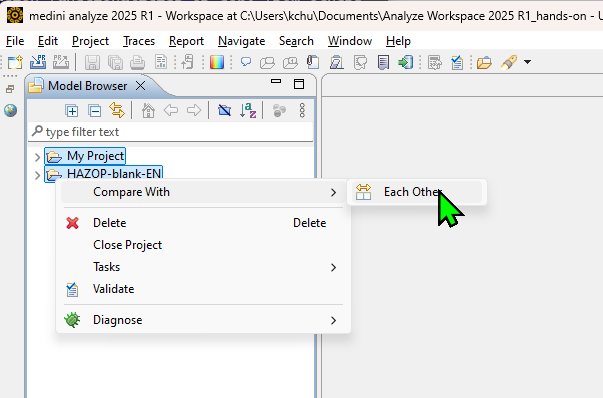 medini analyze 2025 R1 - Workspace at C:\Users\kchu\Documents\Analyze Workspace 2025 R1_hands-on - U
File Edit Project Traces Report Navigate Search Window Help
Model Browser
type filter text
My Project
HAZOP-blank-EN
Compare With
Each Other
Delete Delete
Close Project
Tasks
Validate
Diagnose